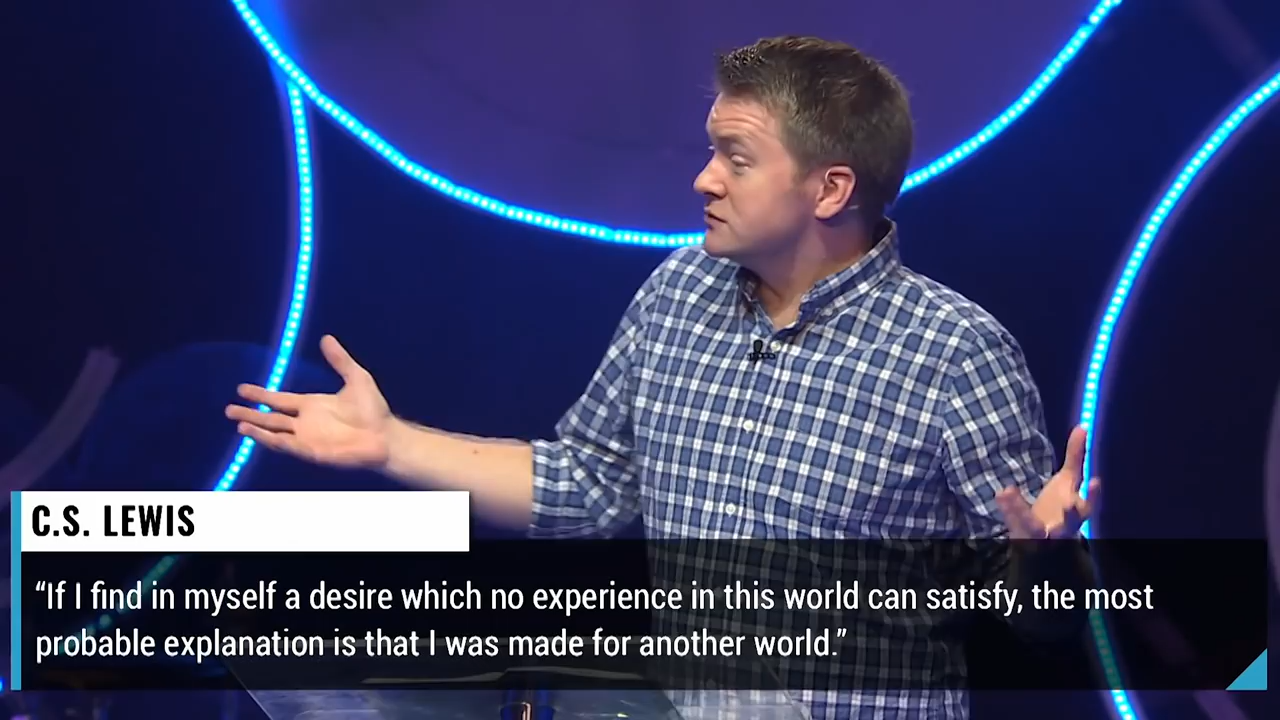 C.S. LEWIS
“If I find in myself a desire which no experience in this world can satisfy, the most
probable explanation is that I was made for another world.”